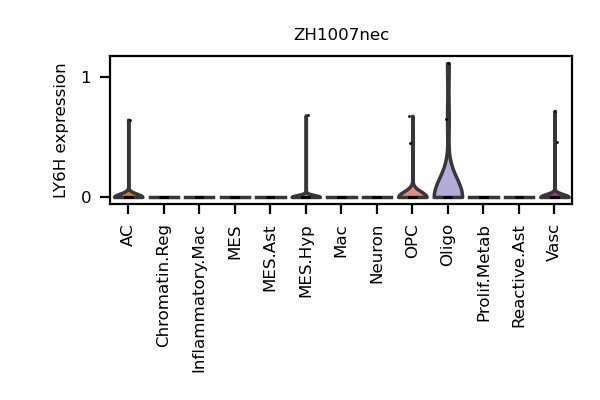 ZH1007nec
LY6H expression
1
0
AC
Chromatin.Reg
Inflammatory.Mac
MES
MES.Ast
MES.Hyp
Mac
Neuron
OPC
Oligo
Prolif.Metab
Reactive.Ast
Vasc